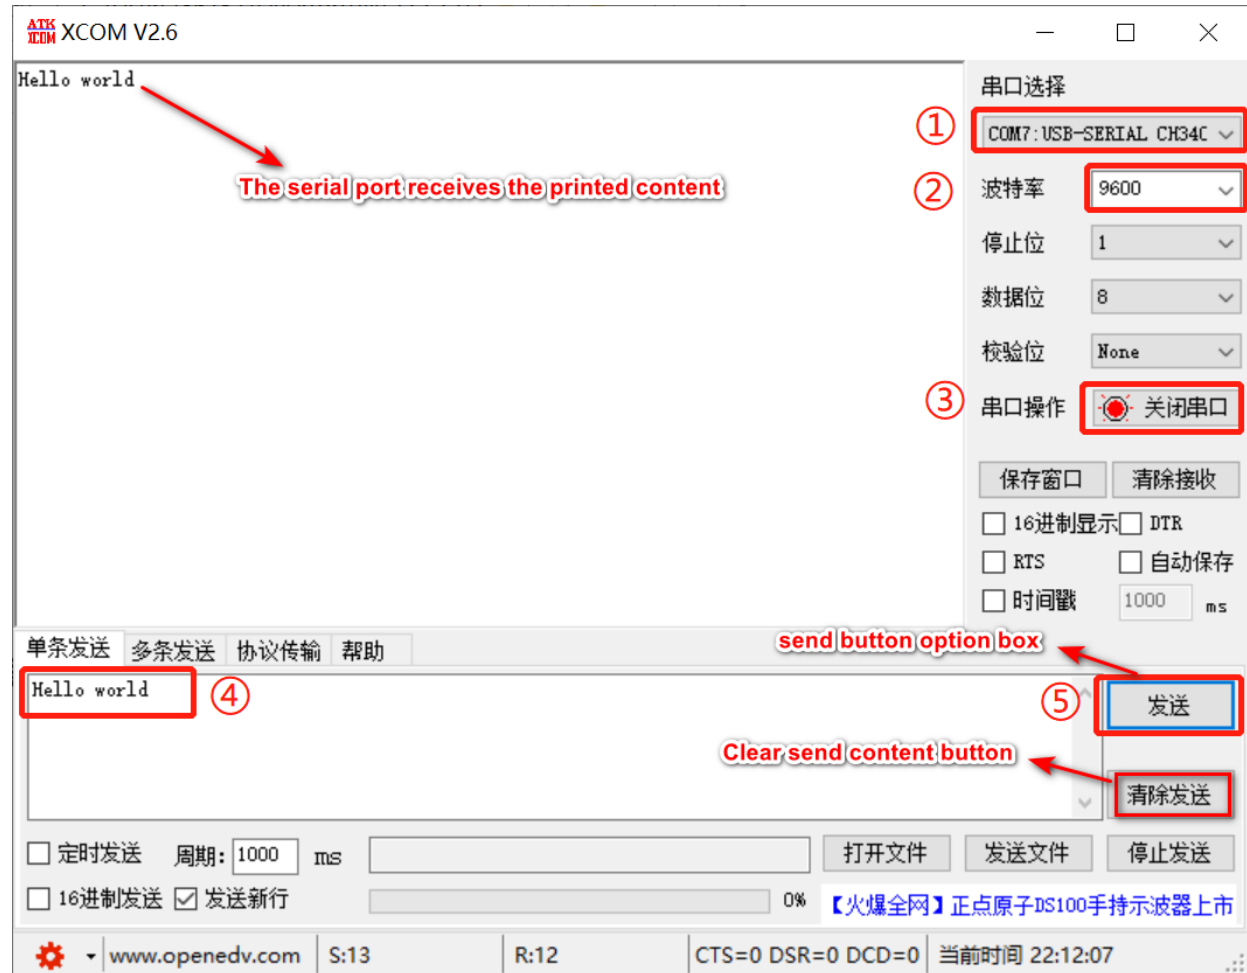 ATK
XCOM XCOM V2.6
Hello world
The serial port receives the printed content
串口选择
① COM7:USB-SERIAL CH340
② 波特率 9600
停止位 1
数据位 8
校验位 None
③ 串口操作 关闭串口
保存窗口 清除接收
16进制显示 DTR
RTS 自动保存
时间戳 1000 ms
单条发送 多条发送 协议传输 帮助
send button option box
Hello world ④
⑤ 发送
Clear send content button
清除发送
定时发送 周期: 1000 ms 打开文件 发送文件 停止发送
16进制发送 发送新行 0% 【火爆全网】正点原子DS100手持示波器上市
www.openedv.com S:13 R:12 CTS=0 DSR=0 DCD=0 当前时间 22:12:07